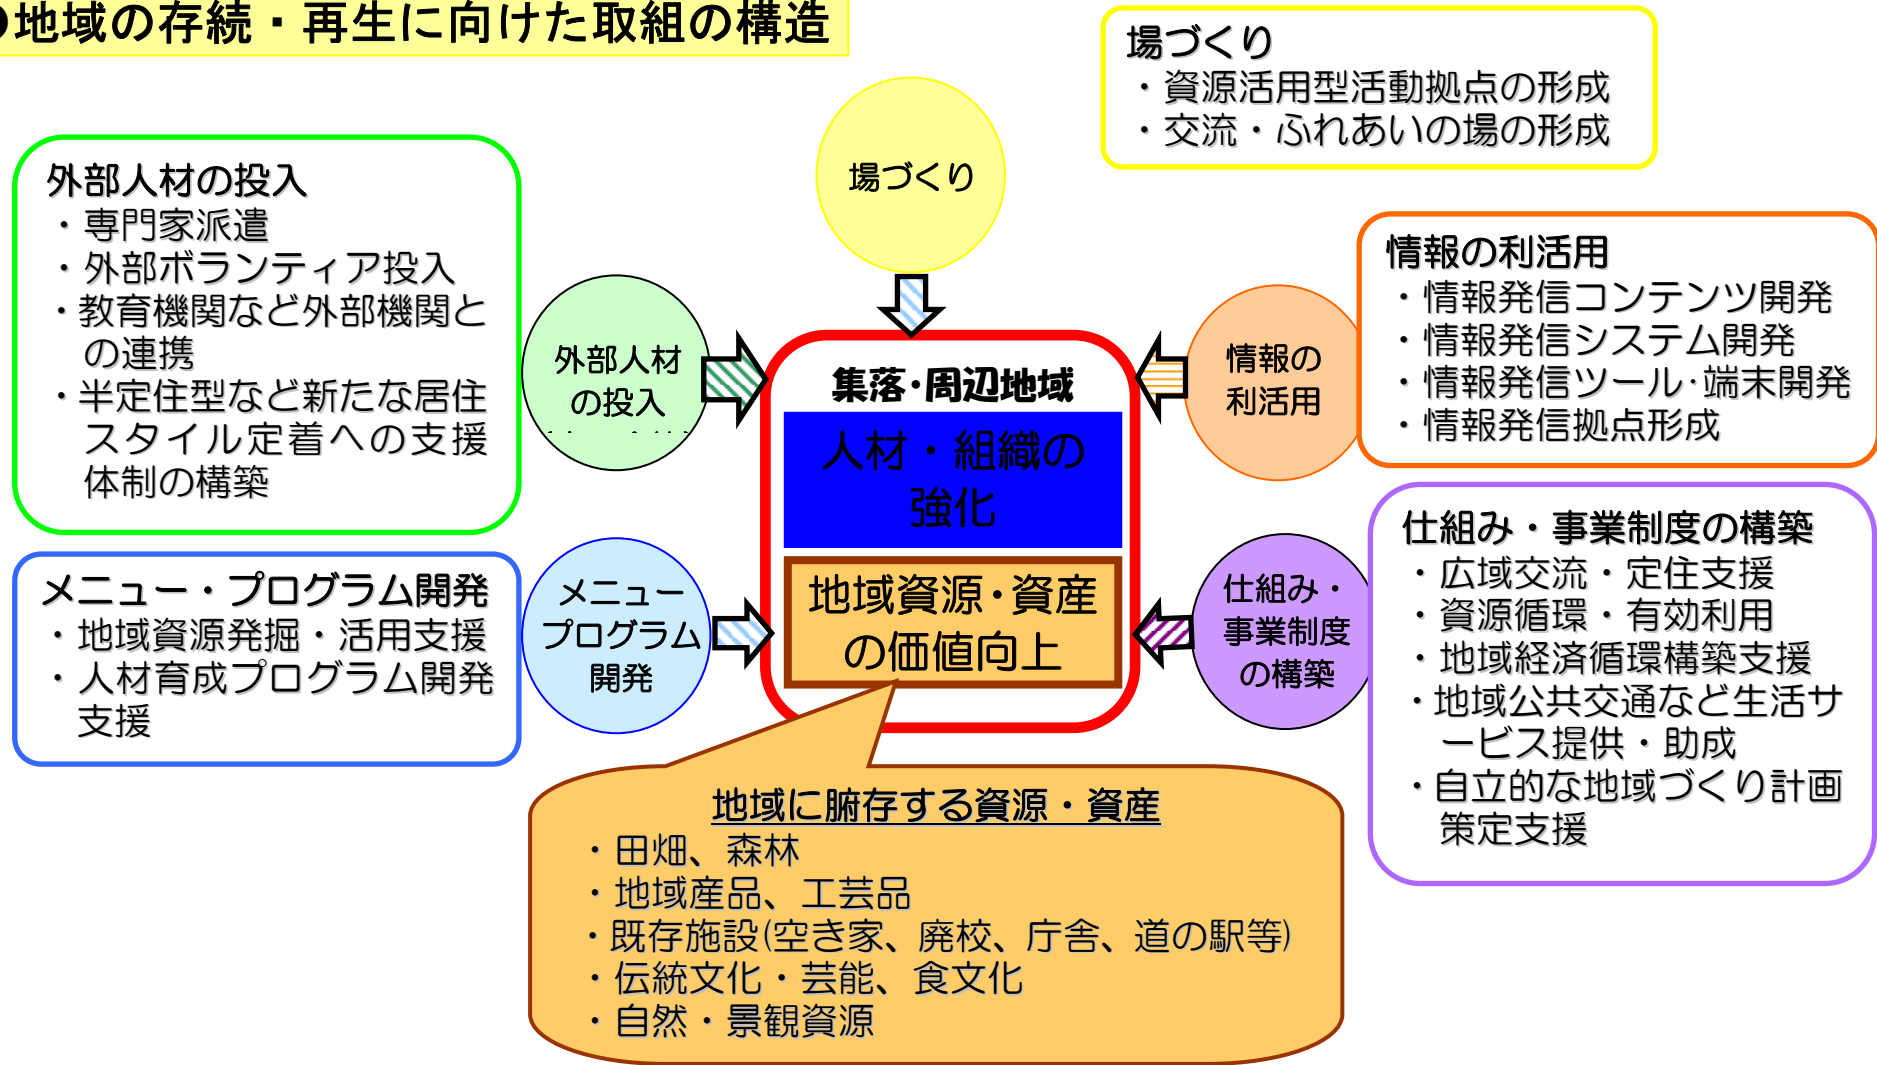 の地域の存続・再生に向けた取組の構造
場づくり
・資源活用型活動拠点の形成
・交流・ふれあいの場の形成
場づくり
外部人材の投入
・専門家派遣
・外部ボランティア投入
・教育機関など外部機関と
の連携
・半定住型など新たな居住
スタイル定着への支援
体制の構築
外部人材
の投入
情報の
利活用
情報の利活用
・情報発信コンテンツ開発
・情報発信システム開発
・情報発信ツール・端末開発
・情報発信拠点形成
集落・周辺地域
人材・組織の
強化
地域資源・資産
の価値向上
メニュー・プログラム開発
・地域資源発掘・活用支援
・人材育成プログラム開発
支援
メニュー
プログラム
開発
仕組み・
事業制度
の構築
仕組み・事業制度の構築
・広域交流・定住支援
・資源循環・有効利用
・地域経済循環構築支援
・地域公共交通など生活サ
ービス提供・助成
・自立的な地域づくり計画
策定支援
地域に腑存する資源・資産
・田畑、森林
・地域産品、工芸品
・既存施設(空き家、廃校、庁舎、道の駅等)
・伝統文化・芸能、食文化
・自然・景観資源